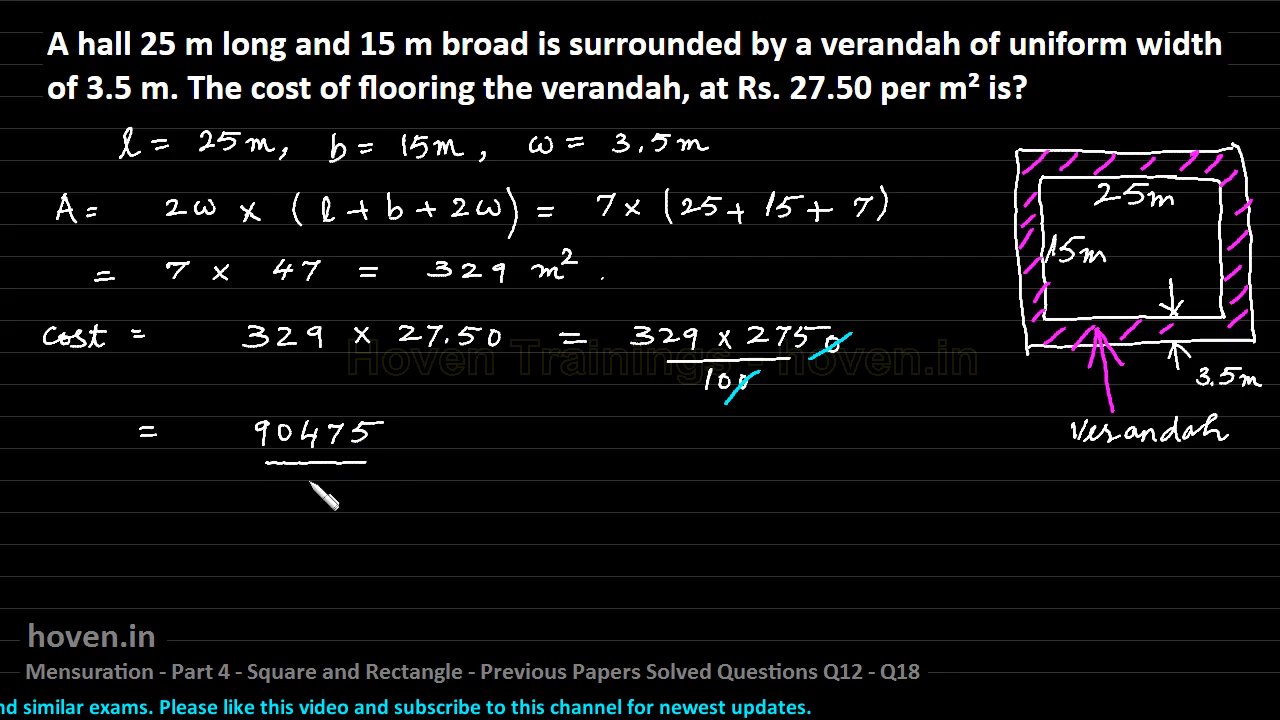 A hall 25 m long and 15 m broad is surrounded by a verandah of uniform width
of 3.5 m. The cost of flooring the verandah, at Rs. 27.50 per m² is?
l = 25m, b = 15m, ω = 3.5m
A = 2ω × (l + b + 2ω) = 7 × (25 + 15 + 7)
= 7 × 47 = 329 m².
25m
15m
Cost = 329 × 27.50 = 329 × 2750
100
Hoven Trainings - hoven.in
3.5m
= 90475
Verandah
hoven.in
Mensuration - Part 4 - Square and Rectangle - Previous Papers Solved Questions Q12 - Q18
nd similar exams. Please like this video and subscribe to this channel for newest updates.